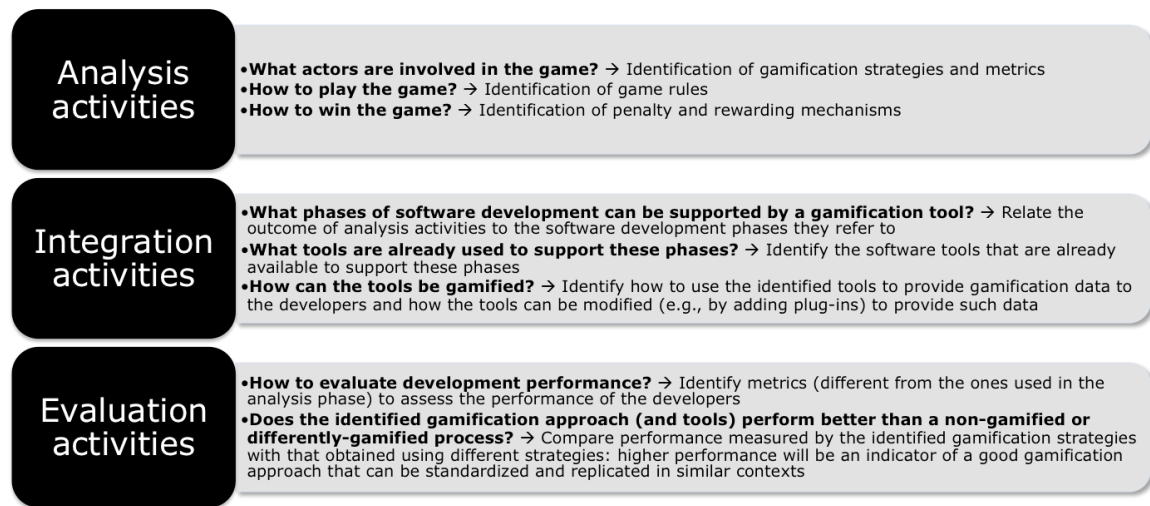 Analysis
activities
•What actors are involved in the game? → Identification of gamification strategies and metrics
•How to play the game? → Identification of game rules
•How to win the game? → Identification of penalty and rewarding mechanisms
Integration
activities
•What phases of software development can be supported by a gamification tool? → Relate the
outcome of analysis activities to the software development phases they refer to
•What tools are already used to support these phases? → Identify the software tools that are already
available to support these phases
•How can the tools be gamified? → Identify how to use the identified tools to provide gamification data to
the developers and how the tools can be modified (e.g., by adding plug-ins) to provide such data
Evaluation
activities
•How to evaluate development performance? → Identify metrics (different from the ones used in the
analysis phase) to assess the performance of the developers
•Does the identified gamification approach (and tools) perform better than a non-gamified or
differently-gamified process? → Compare performance measured by the identified gamification strategies
with that obtained using different strategies: higher performance will be an indicator of a good gamification
approach that can be standardized and replicated in similar contexts